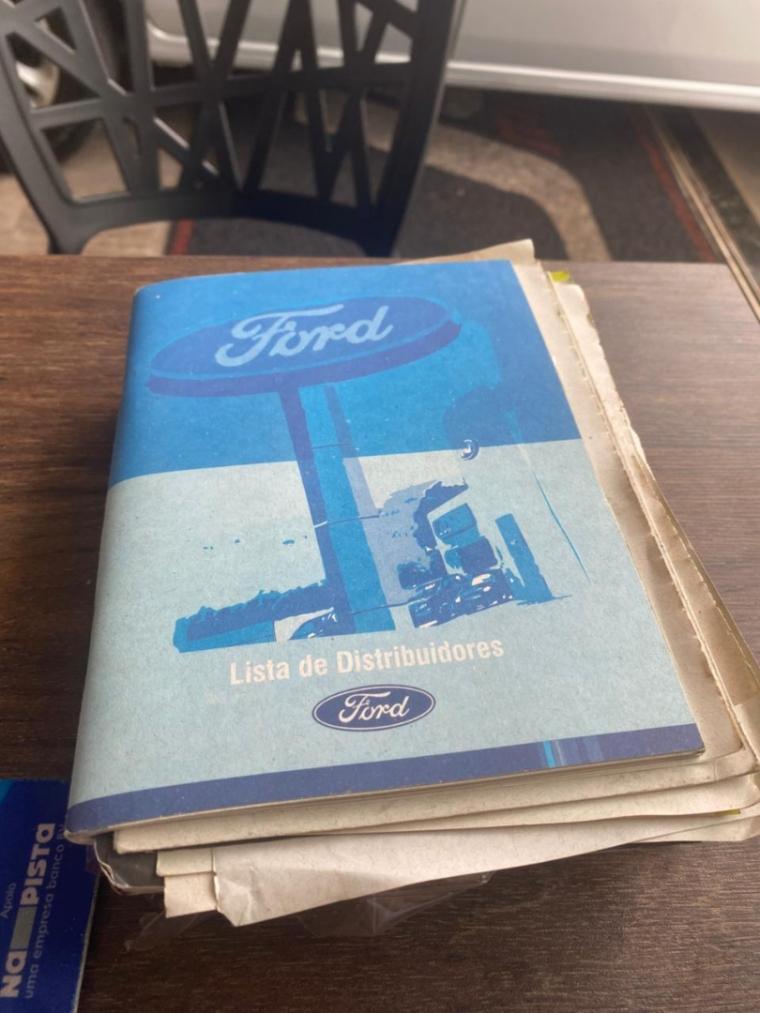 Ford
Lista de Distribuidores
Ford
Apoio
Na PISTA
uma empresa banco